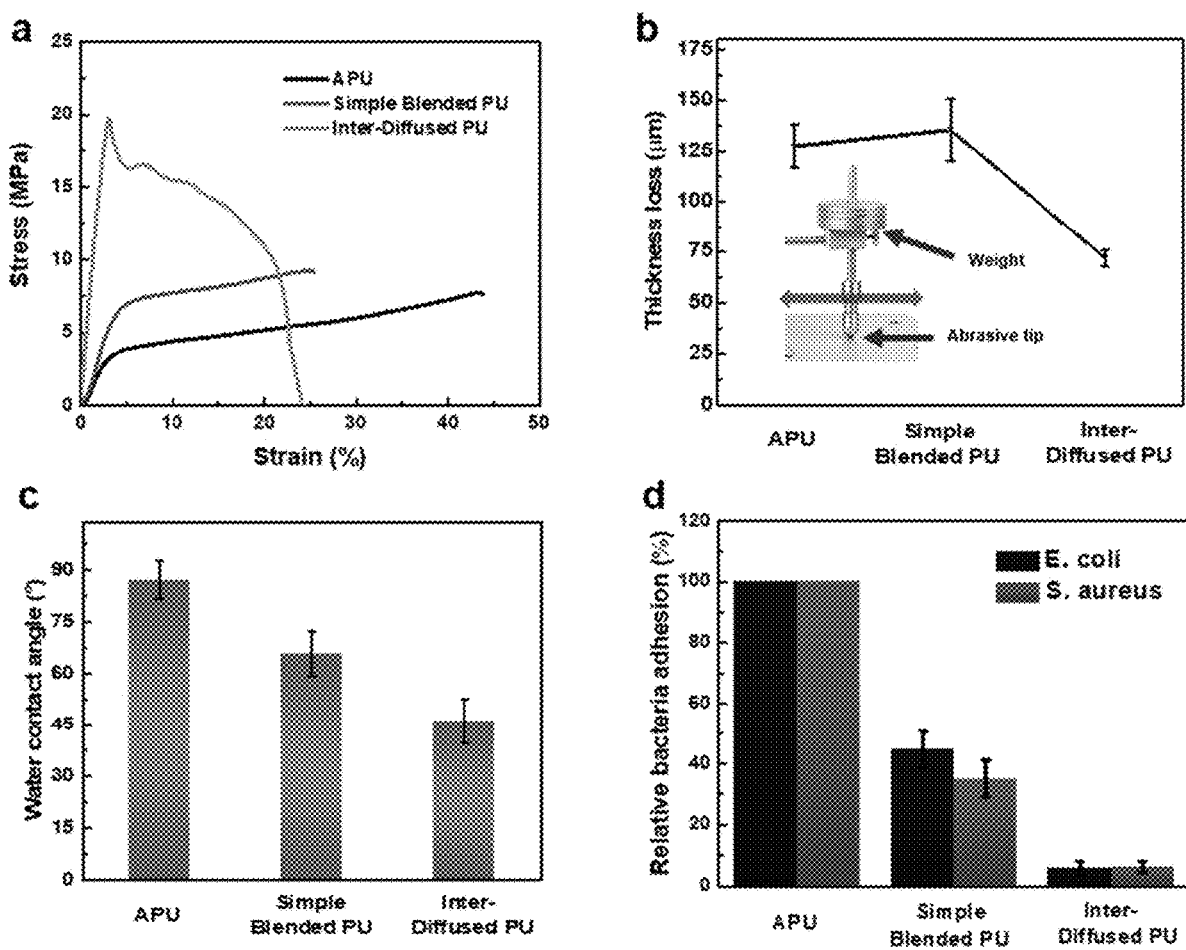 a
Stress (MPa)
25
20
15
10
5
0
APU
Simple Blended PU
Inter-Diffused PU
0 10 20 30 40 50
Strain (%)
b
Thickness loss (µm)
175
150
125
100
75
50
25
0
Weight
Abrasive tip
APU
Simple
Blended PU
Inter-
Diffused PU
c
Water contact angle (°)
90
75
60
45
30
15
0
APU
Simple
Blended PU
Inter-
Diffused PU
d
Relative bacteria adhesion (%)
120
100
80
60
40
20
0
E. coli
S. aureus
APU
Simple
Blended PU
Inter-
Diffused PU